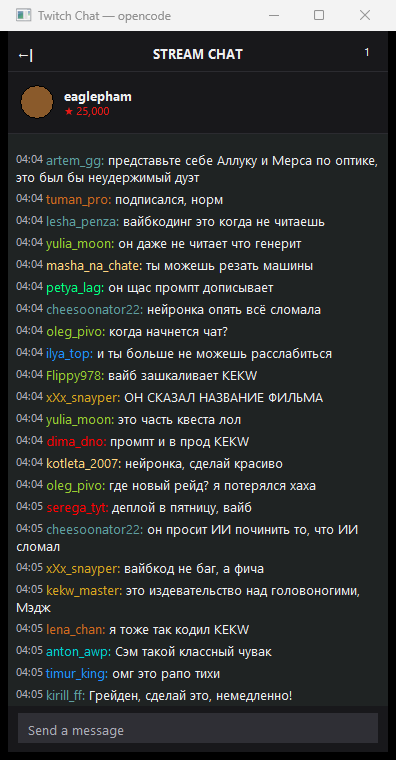 Twitch Chat — opencode
←| STREAM CHAT 1
eaglepham
★ 25,000
04:04 artem_gg: представьте себе Аллуку и Мерса по оптике,
это был бы неудержимый дуэт
04:04 tuman_pro: подписался, норм
04:04 lesha_penza: вайбкодинг это когда не читаешь
04:04 yulia_moon: он даже не читает что генерит
04:04 masha_na_chate: ты можешь резать машины
04:04 petya_lag: он щас промпт дописывает
04:04 cheesoonator22: нейронка опять всё сломала
04:04 oleg_pivo: когда начнется чат?
04:04 ilya_top: и ты больше не можешь расслабиться
04:04 Flippy978: вайб зашкаливает KEKW
04:04 xXx_snayper: ОН СКАЗАЛ НАЗВАНИЕ ФИЛЬМА
04:04 yulia_moon: это часть квеста лол
04:04 dima_dno: промпт и в прод KEKW
04:04 kotleta_2007: нейронка, сделай красиво
04:04 oleg_pivo: где новый рейд? я потерялся хаха
04:05 serega_tyt: деплой в пятницу, вайб
04:05 cheesoonator22: он просит ИИ починить то, что ИИ
сломал
04:05 xXx_snayper: вайбкод не баг, а фича
04:05 kekw_master: это издевательство над головоногими,
Мэдж
04:05 lena_chan: я тоже так кодил KEKW
04:05 anton_awp: Сэм такой классный чувак
04:05 timur_king: омг это рапо тихи
04:05 kirill_ff: Грейден, сделай это, немедленно!
Send a message